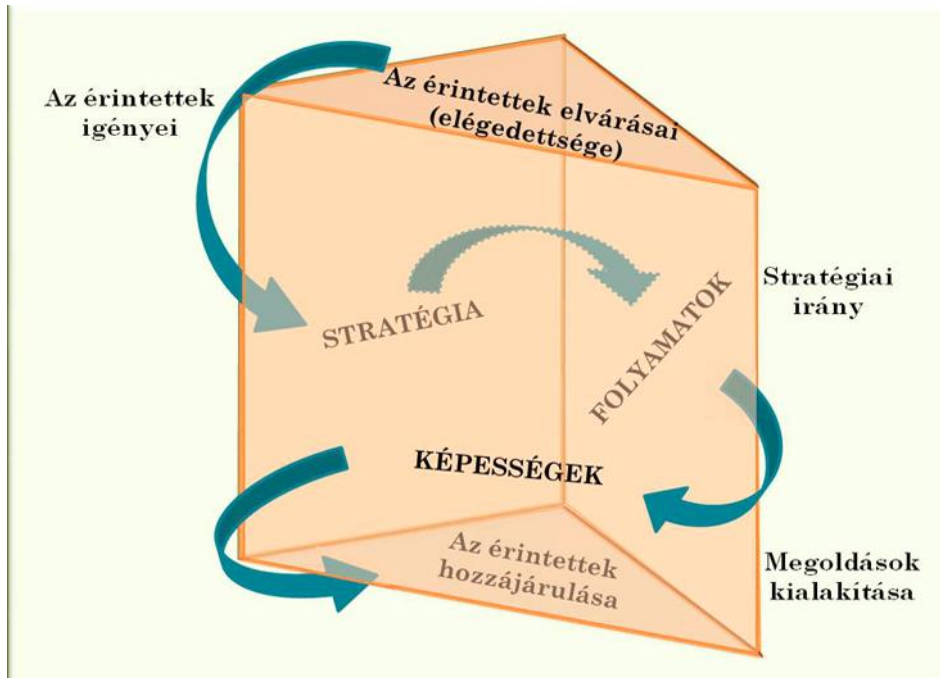 Az érintettek
igényei
Az érintettek elvárásai
(elégedettsége)
STRATÉGIA
FOLYAMATOK
Stratégiai
irány
KÉPESSÉGEK
Az érintettek
hozzájárulása
Megoldások
kialakítása